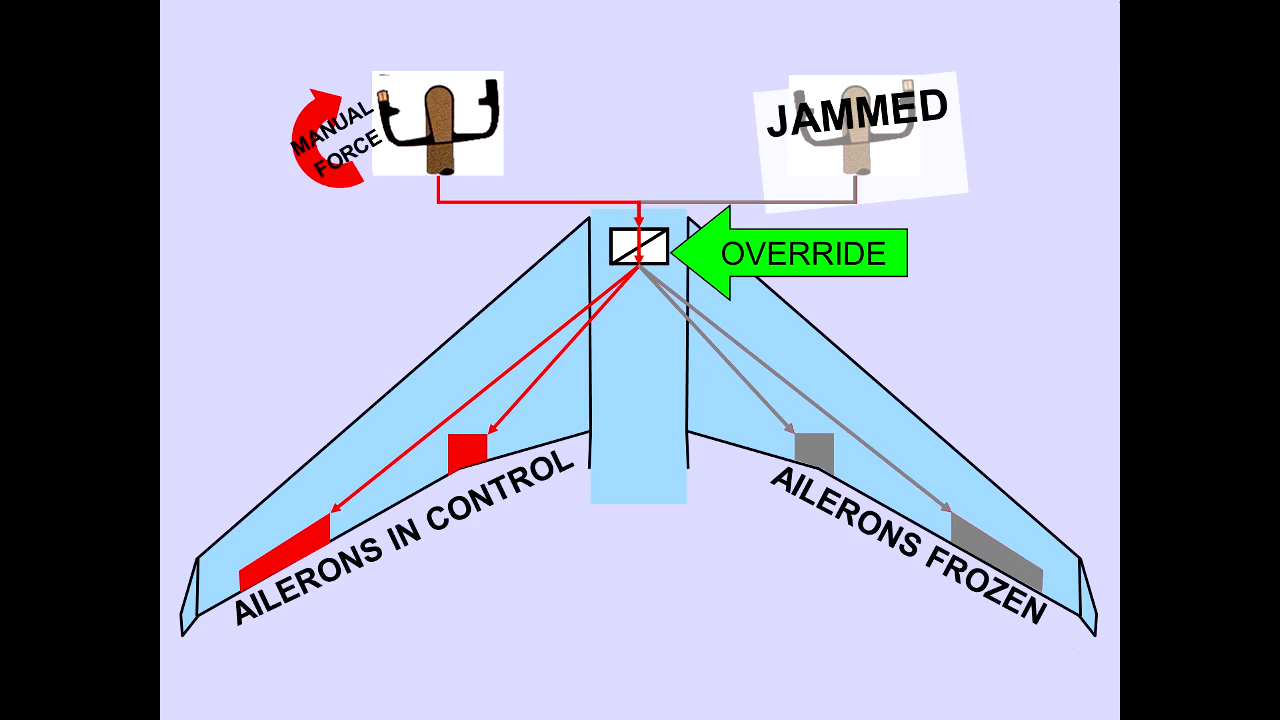 MANUAL
FORCE
JAMMED
OVERRIDE
AILERONS IN CONTROL
AILERONS FROZEN